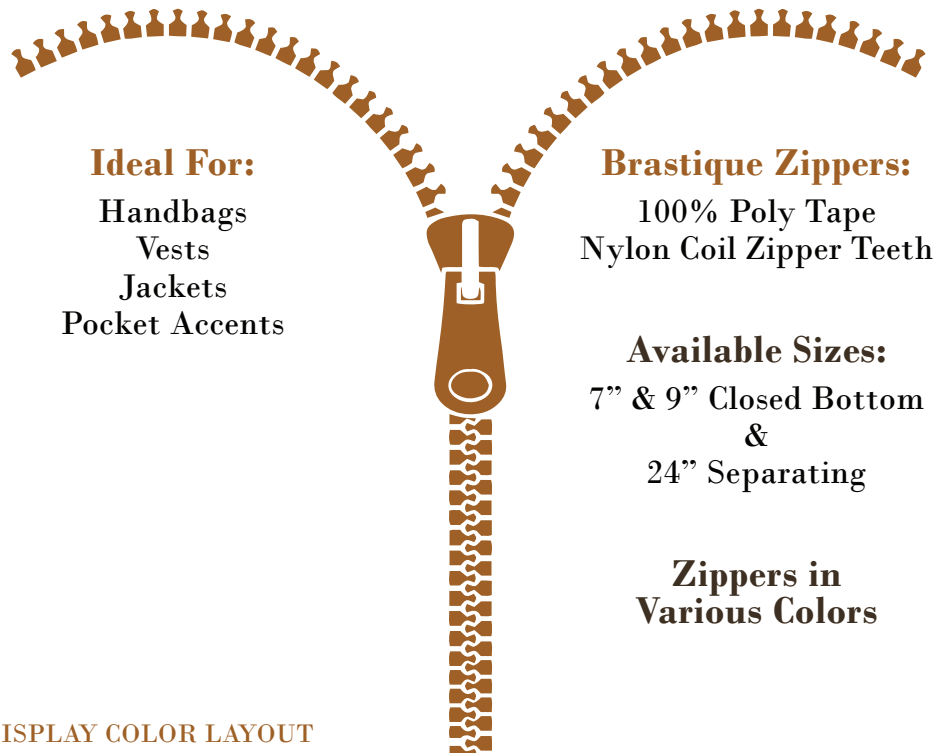 Ideal For:
Handbags
Vests
Jackets
Pocket Accents
Brastique Zippers:
100% Poly Tape
Nylon Coil Zipper Teeth
Available Sizes:
7” & 9” Closed Bottom
&
24” Separating
Zippers in
Various Colors
ISPLAY COLOR LAYOUT